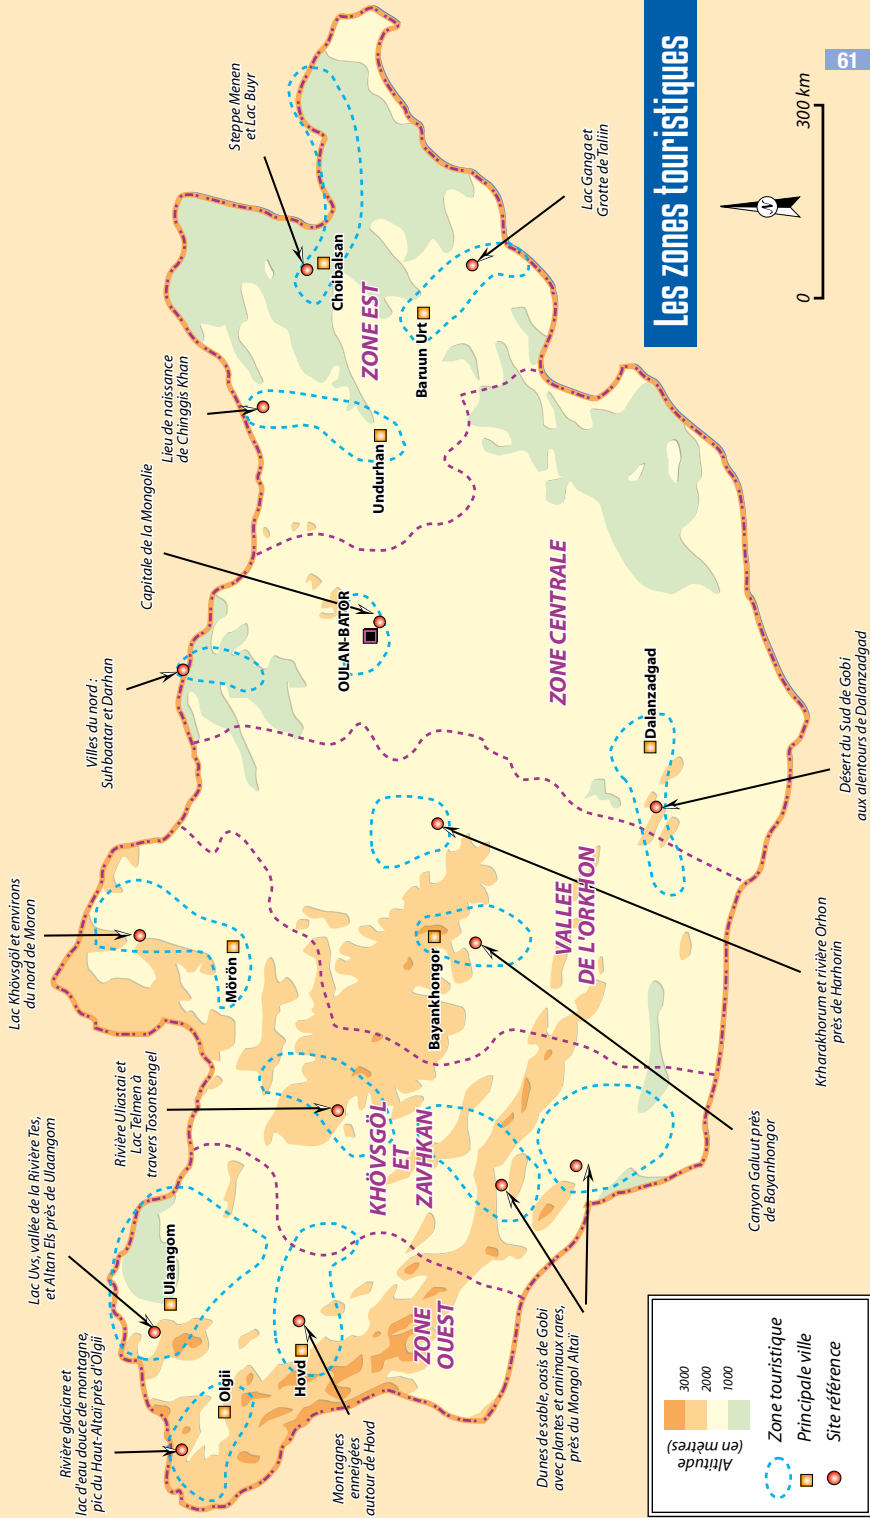 Les zones touristiques
61
0
300 km
N
Rivière glaciare et
lac d'eau douce de montagne,
pic du Haut-Altai près d'Olgii
Lac Uvs, vallée de la Rivière Tes,
et Altan Els près de Ulaangom
Rivière Uliastai et
Lac Telmen à
travers Tosontsengel
Lac Khövsgöl et environs
du nord de Moron
Villes du nord :
Suhbaatar et Darhan
Capitale de la Mongolie
Lieu de naissance
de Chinggis Khan
Steppe Menen
et Lac Buyr
Lac Ganga et
Grotte de Taliin
Olgii
Ulaangom
Hovd
Mörön
Bayankhongor
OULAN-BATOR
Undurhan
Choibalsan
Baruun Urt
Dalanzadgad
ZONE
OUEST
KHÖVSGÖL
ET
ZAVHKAN
VALLEE
DE L'ORKHON
ZONE CENTRALE
ZONE EST
Montagnes
enneigées
autour de Hovd
Dunes de sable, oasis de Gobi
avec plantes et animaux rares,
près du Mongol Altaï
Canyon Galuut près
de Bayanhongor
Krharakhorum et rivière Orhon
près de Harhorin
Désert du Sud de Gobi
aux alentours de Dalanzadgad
Altitude
(en mètres)
3000
2000
1000
Zone touristique
Principale ville
Site référence